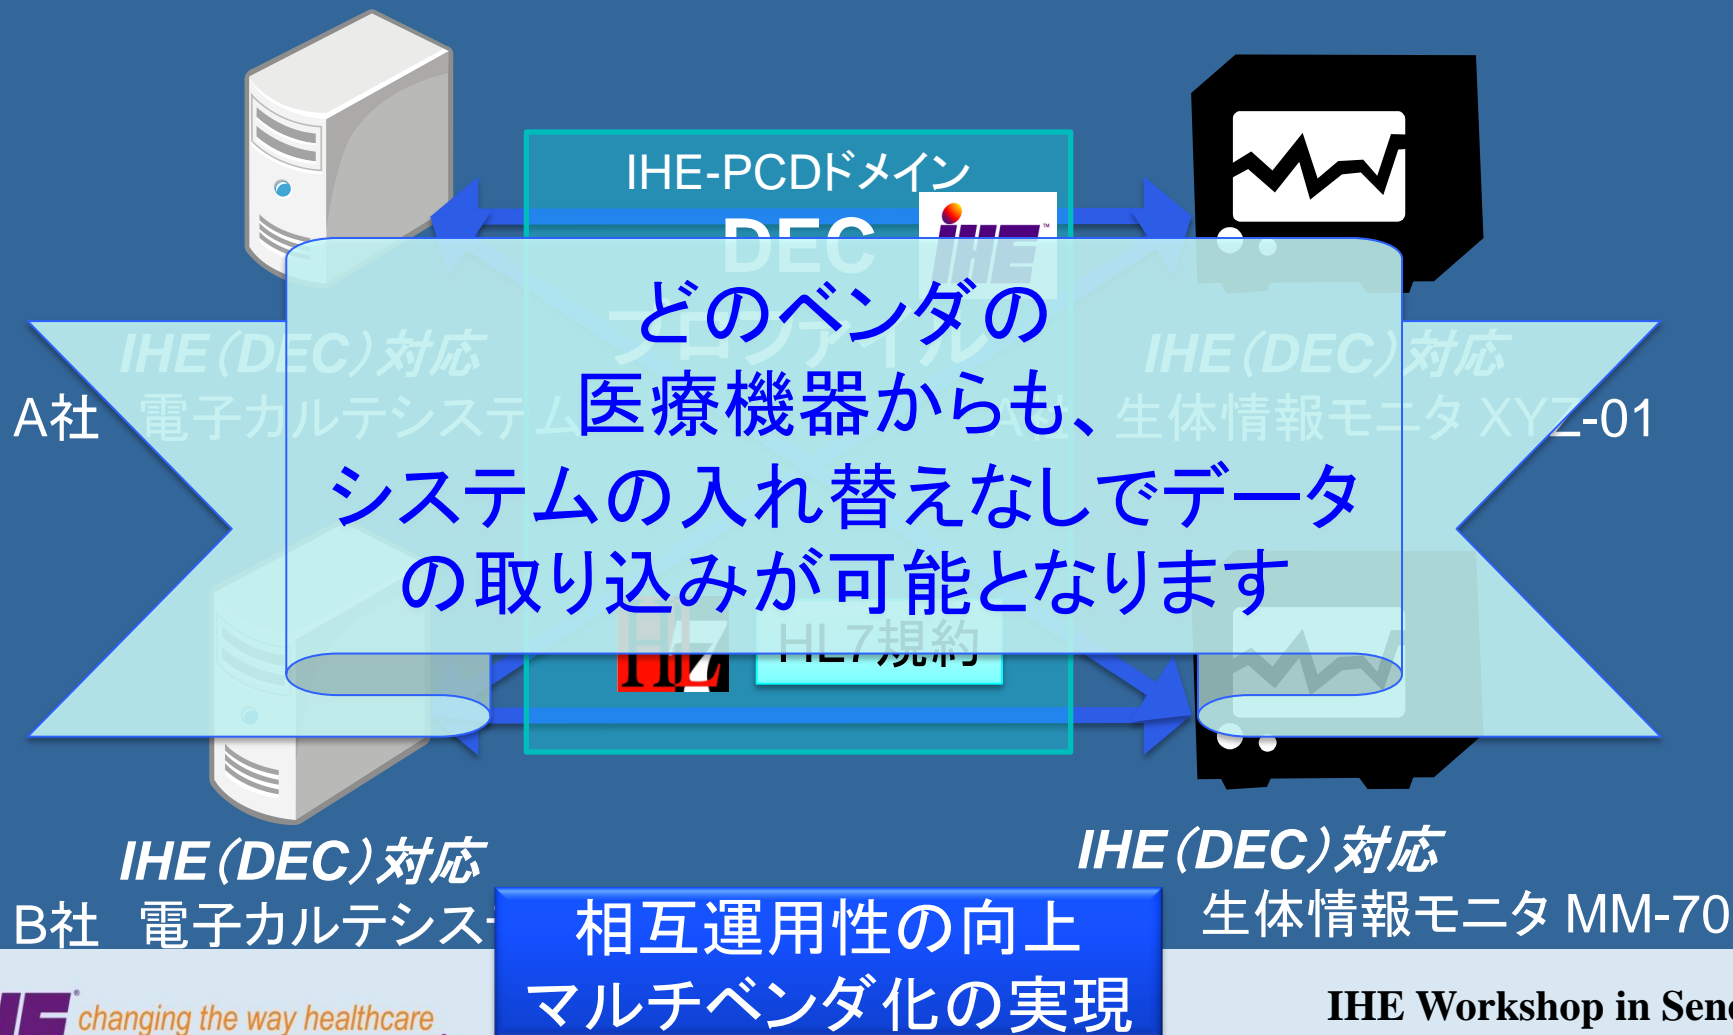 IHE-PCDドメイン
DEC
プロファイル
IHE
どのベンダの
医療機器からも、
システムの入れ替えなしでデータ
の取り込みが可能となります
IHE（DEC）対応
A社 電子カルテシステム
IHE（DEC）対応
A社 生体情報モニタ XYZ-01
HL7
HL7規約
IHE（DEC）対応
B社 電子カルテシス
IHE（DEC）対応
生体情報モニタ MM-70
相互運用性の向上
マルチベンダ化の実現
changing the way healthcare
IHE Workshop in Sen